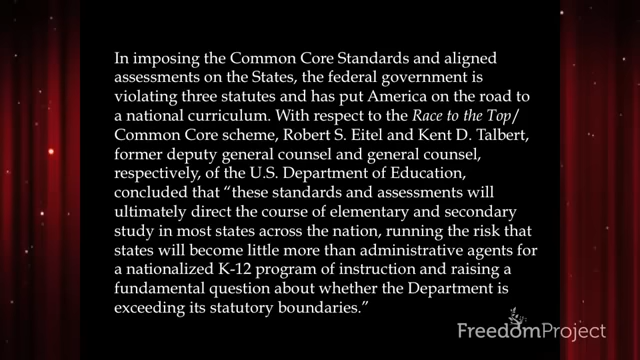 In imposing the Common Core Standards and aligned
assessments on the States, the federal government is
violating three statutes and has put America on the road to
a national curriculum. With respect to the Race to the Top/
Common Core scheme, Robert S. Eitel and Kent D. Talbert,
former deputy general counsel and general counsel,
respectively, of the U.S. Department of Education,
concluded that “these standards and assessments will
ultimately direct the course of elementary and secondary
study in most states across the nation, running the risk that
states will become little more than administrative agents for
a nationalized K-12 program of instruction and raising a
fundamental question about whether the Department is
exceeding its statutory boundaries.”
FreedomProject